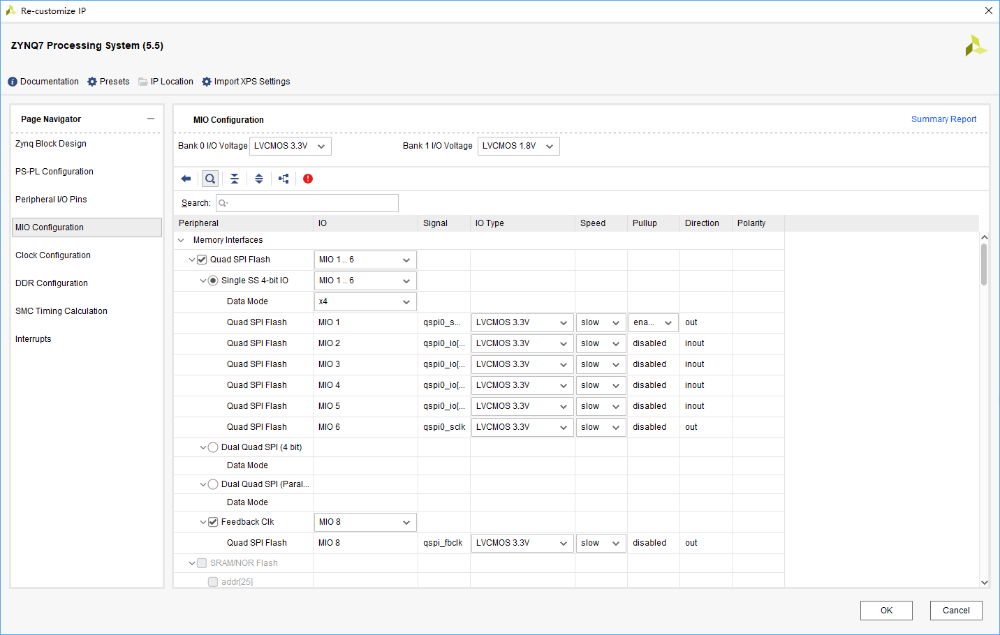 Re-customize IP
ZYNQ7 Processing System (5.5)
Documentation Presets IP Location Import XPS Settings
Page Navigator
Zynq Block Design
PS-PL Configuration
Peripheral I/O Pins
MIO Configuration
Clock Configuration
DDR Configuration
SMC Timing Calculation
Interrupts
MIO Configuration Summary Report
Bank 0 I/O Voltage LVCMOS 3.3V Bank 1 I/O Voltage LVCMOS 1.8V
Search:
Peripheral IO Signal IO Type Speed Pullup Direction Polarity
Memory Interfaces
Quad SPI Flash MIO 1 .. 6
Single SS 4-bit IO MIO 1 .. 6
Data Mode x4
Quad SPI Flash MIO 1 qspi0_s... LVCMOS 3.3V slow ena... out
Quad SPI Flash MIO 2 qspi0_io[... LVCMOS 3.3V slow disabled inout
Quad SPI Flash MIO 3 qspi0_io[... LVCMOS 3.3V slow disabled inout
Quad SPI Flash MIO 4 qspi0_io[... LVCMOS 3.3V slow disabled inout
Quad SPI Flash MIO 5 qspi0_io[... LVCMOS 3.3V slow disabled inout
Quad SPI Flash MIO 6 qspi0_sclk LVCMOS 3.3V slow disabled out
Dual Quad SPI (4 bit)
Data Mode
Dual Quad SPI (Paral...
Data Mode
Feedback Clk MIO 8
Quad SPI Flash MIO 8 qspi_fbclk LVCMOS 3.3V slow disabled out
SRAM/NOR Flash
addr[25]
OK Cancel